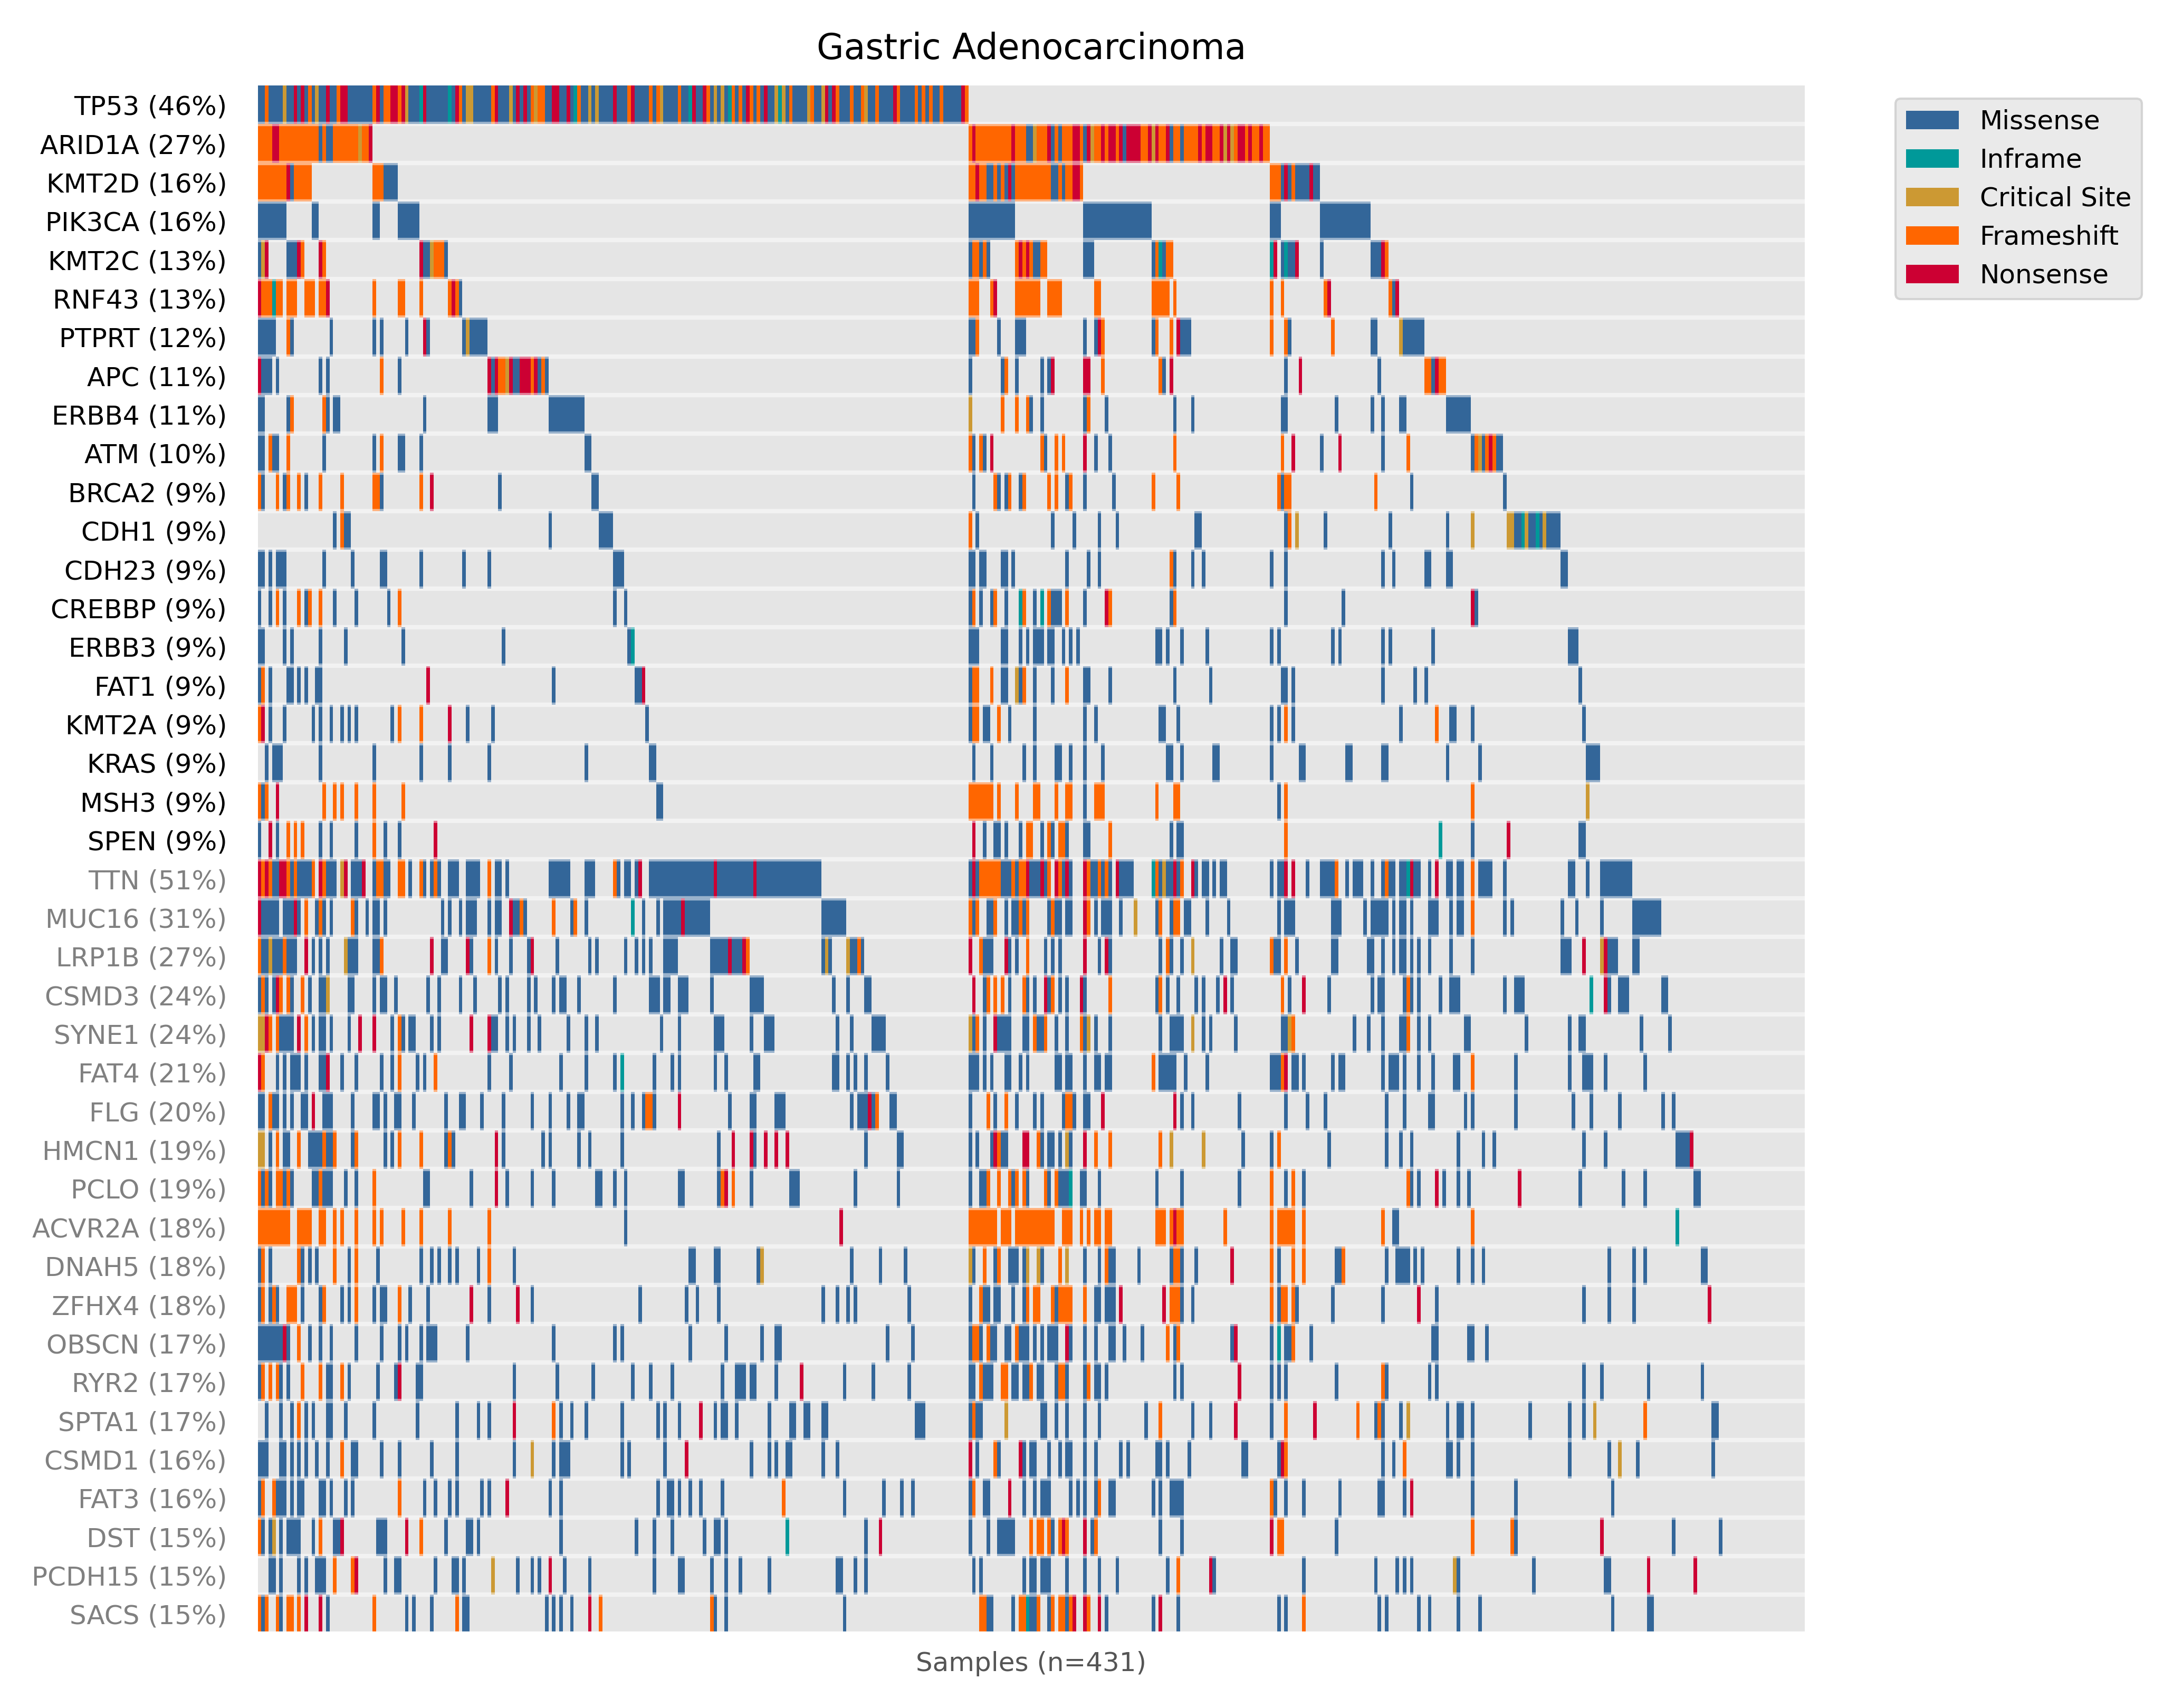 Gastric Adenocarcinoma
TP53 (46%)
ARID1A (27%)
KMT2D (16%)
PIK3CA (16%)
KMT2C (13%)
RNF43 (13%)
PTPRT (12%)
APC (11%)
ERBB4 (11%)
ATM (10%)
BRCA2 (9%)
CDH1 (9%)
CDH23 (9%)
CREBBP (9%)
ERBB3 (9%)
FAT1 (9%)
KMT2A (9%)
KRAS (9%)
MSH3 (9%)
SPEN (9%)
TTN (51%)
MUC16 (31%)
LRP1B (27%)
CSMD3 (24%)
SYNE1 (24%)
FAT4 (21%)
FLG (20%)
HMCN1 (19%)
PCLO (19%)
ACVR2A (18%)
DNAH5 (18%)
ZFHX4 (18%)
OBSCN (17%)
RYR2 (17%)
SPTA1 (17%)
CSMD1 (16%)
FAT3 (16%)
DST (15%)
PCDH15 (15%)
SACS (15%)
Samples (n=431)
Missense
Inframe
Critical Site
Frameshift
Nonsense